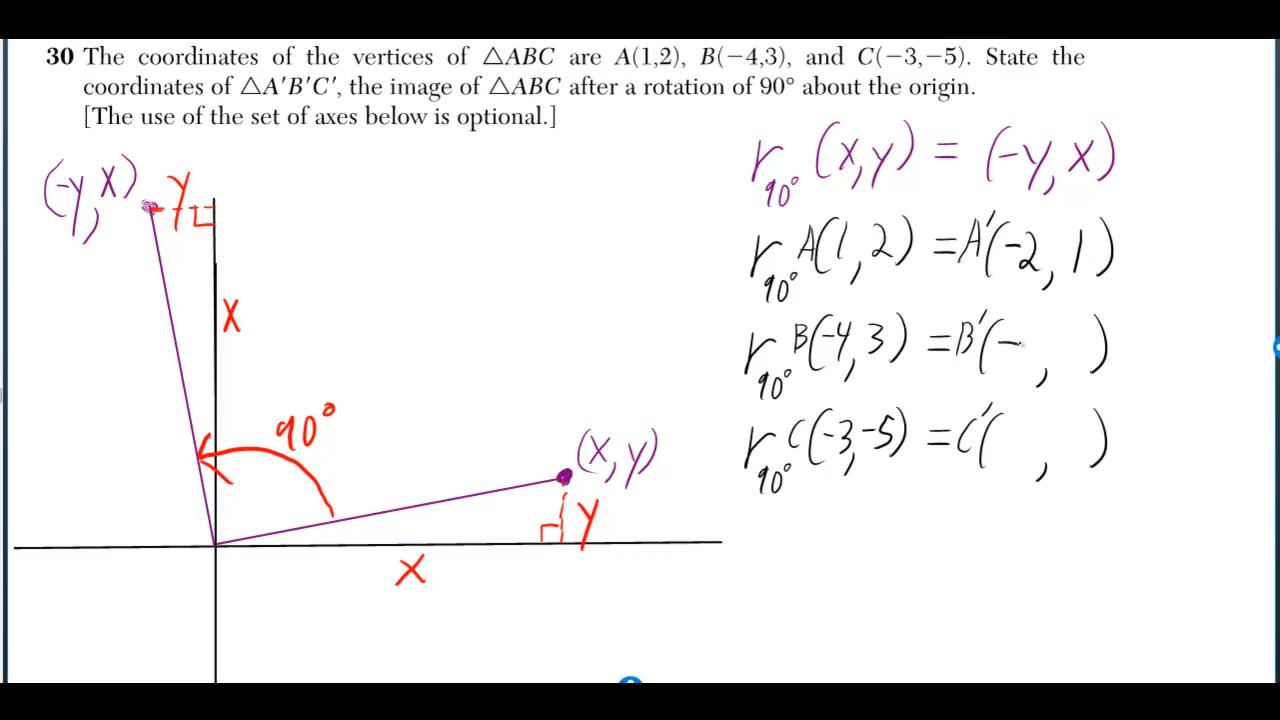 30 The coordinates of the vertices of △ABC are A(1,2), B(−4,3), and C(−3,−5). State the
coordinates of △A′B′C′, the image of △ABC after a rotation of 90° about the origin.
[The use of the set of axes below is optional.]
r90° (x,y) = (-y,x)
(-y,x)
y
r90° A(1,2) = A'(-2,1)
x
r90° B(-4,3) = B'(- , )
90°
(x,y)
r90° C(-3,-5) = C'( , )
y
x